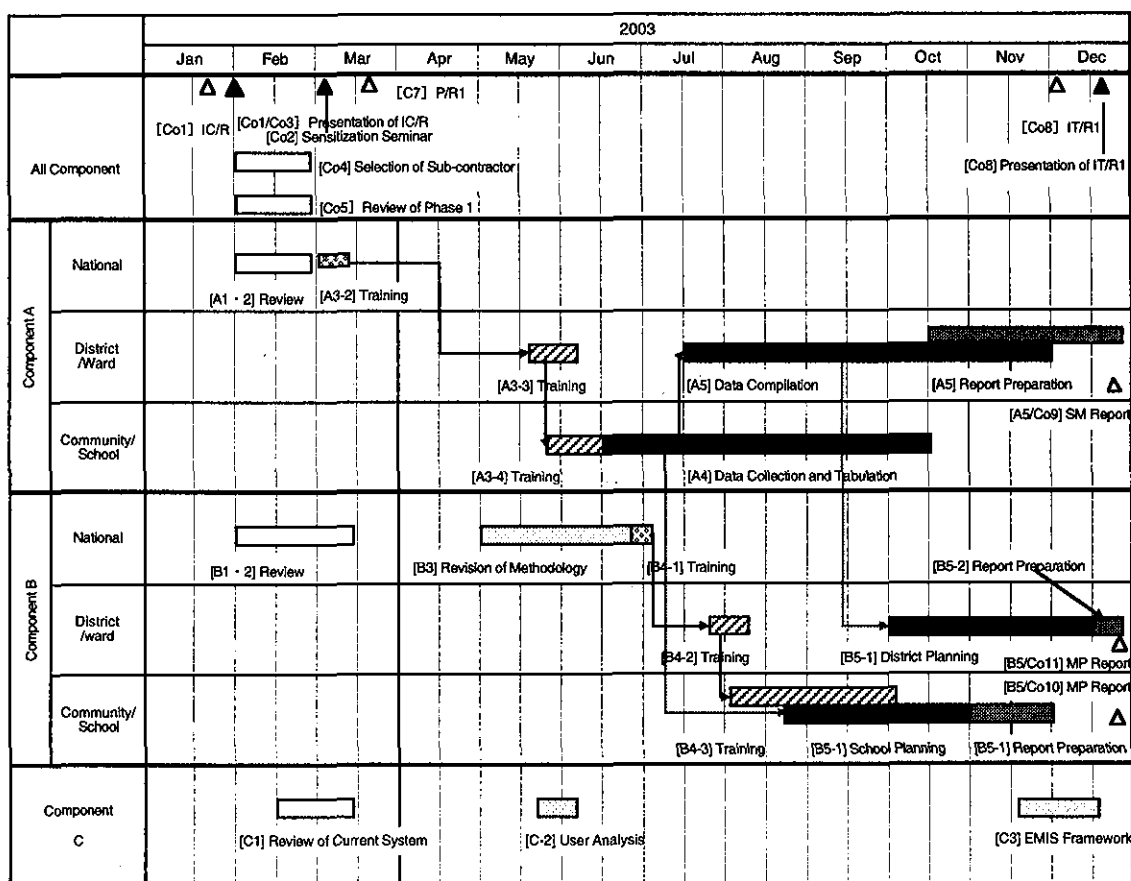 2003
Jan Feb Mar Apr May Jun Jul Aug Sep Oct Nov Dec
All Component
[Co1] IC/R
[Co1/Co3] Presentation of IC/R
[Co2] Sensitization Seminar
[C7] P/R1
[Co8] IT/R1
[Co8] Presentation of IT/R1
[Co4] Selection of Sub-contractor
[Co5] Review of Phase 1
Component A
National
[A1・2] Review
[A3-2] Training
District
/Ward
[A3-3] Training
[A5] Data Compilation
[A5] Report Preparation
[A5/Co9] SM Report
Community/
School
[A3-4] Training
[A4] Data Collection and Tabulation
Component B
National
[B1・2] Review
[B3] Revision of Methodology
[B4-1] Training
[B5-2] Report Preparation
District
/ward
[B4-2] Training
[B5-1] District Planning
[B5/Co11] MP Report
[B5/Co10] MP Report
Community/
School
[B4-3] Training
[B5-1] School Planning
[B5-1] Report Preparation
Component
C
[C1] Review of Current System
[C-2] User Analysis
[C3] EMIS Framework